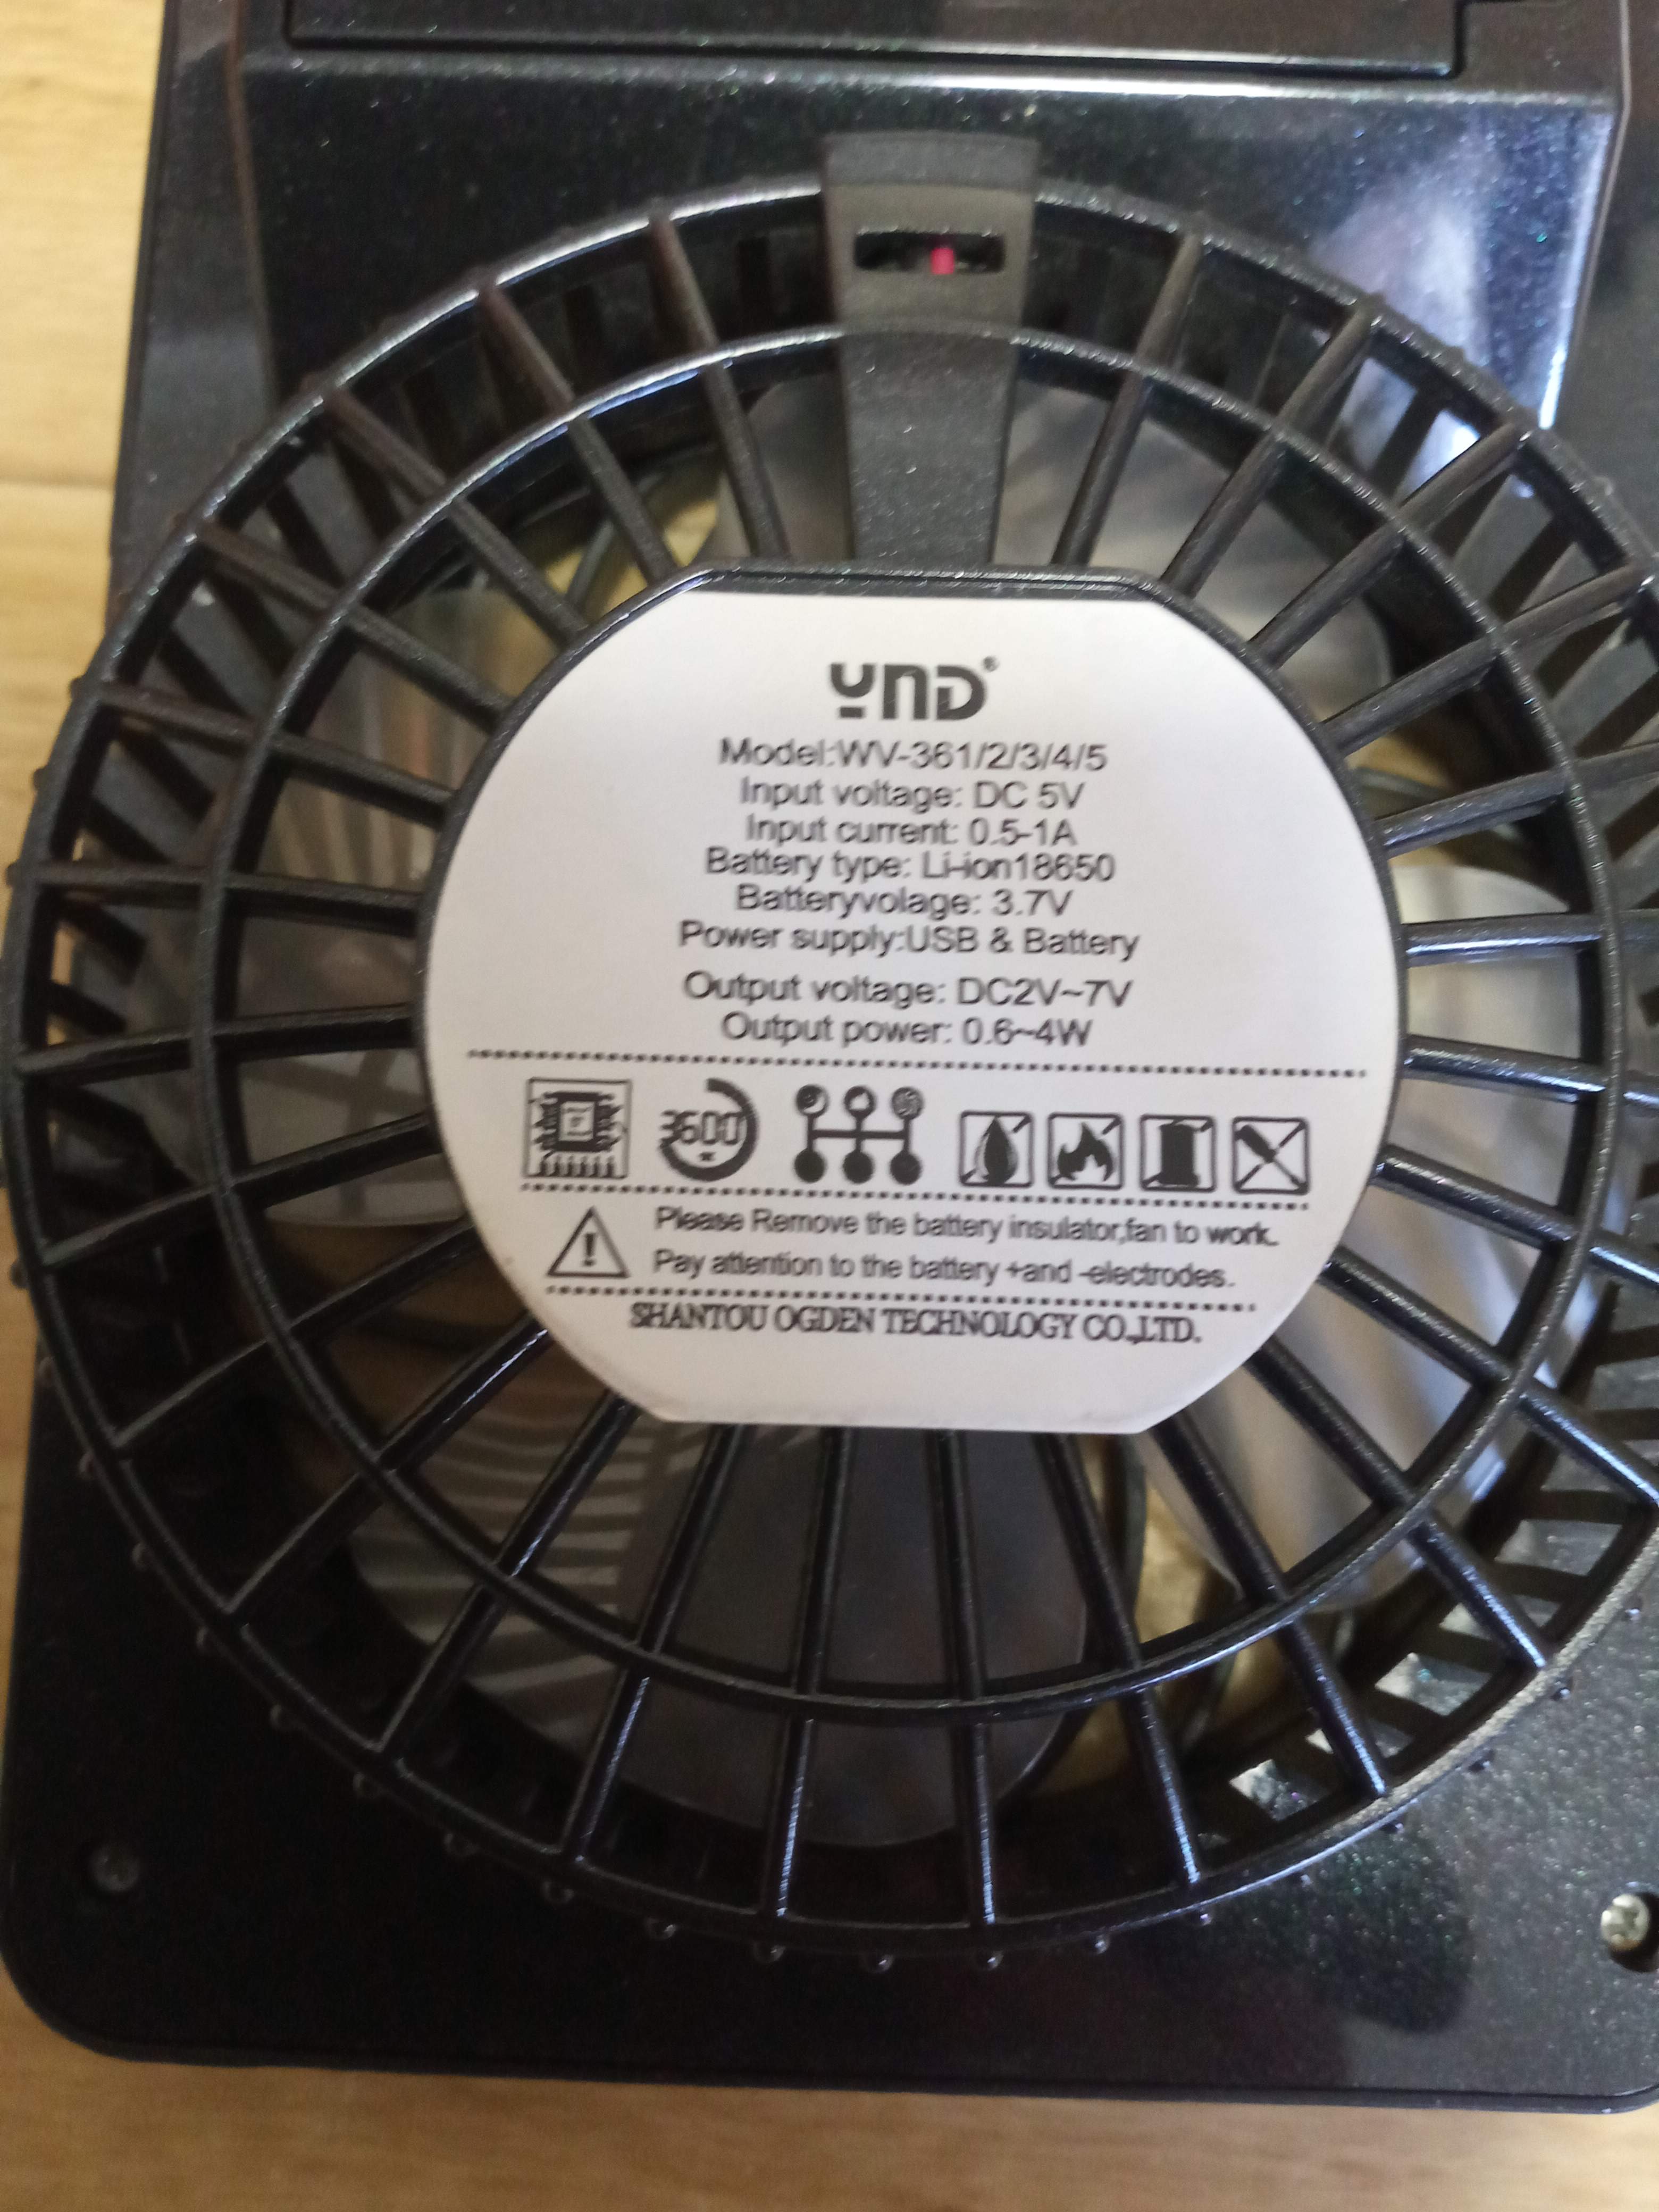 YND®
Model:WV-361/2/3/4/5
Input voltage: DC 5V
Input current: 0.5-1A
Battery type: Li-ion18650
Batteryvolage: 3.7V
Power supply:USB & Battery
Output voltage: DC2V~7V
Output power: 0.6~4W
3600
Please Remove the battery insulator,fan to work.
Pay attention to the battery +and -electrodes.
SHANTOU OGDEN TECHNOLOGY CO.,LTD.